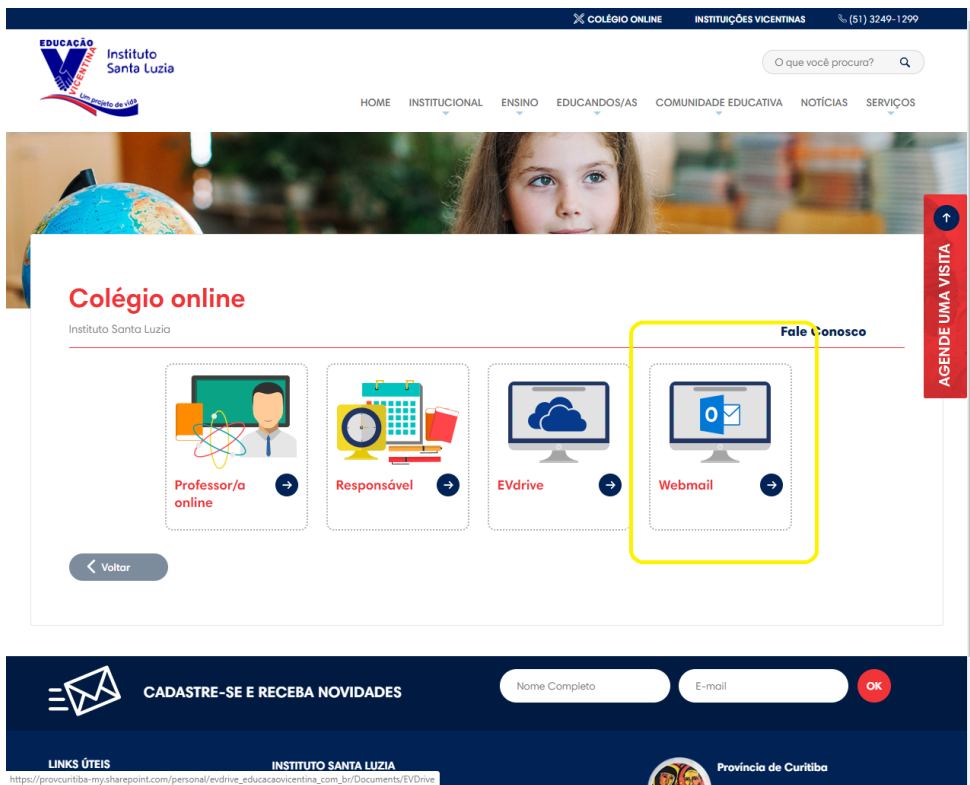 COLÉGIO ONLINE
INSTITUIÇÕES VICENTINAS
(51) 3249-1299
EDUCAÇÃO
VICENTINA
Um projeto de vida
Instituto
Santa Luzia
O que você procura?
HOME
INSTITUCIONAL
ENSINO
EDUCANDOS/AS
COMUNIDADE EDUCATIVA
NOTÍCIAS
SERVIÇOS
AGENDE UMA VISITA
Colégio online
Instituto Santa Luzia
Fale Conosco
Professor/a
online
Responsável
EVdrive
Webmail
Voltar
CADASTRE-SE E RECEBA NOVIDADES
Nome Completo
E-mail
OK
LINKS ÚTEIS
INSTITUTO SANTA LUZIA
Província de Curitiba
https://provcuritiba-my.sharepoint.com/personal/evdrive_educacaovicentina_com_br/Documents/EVDrive